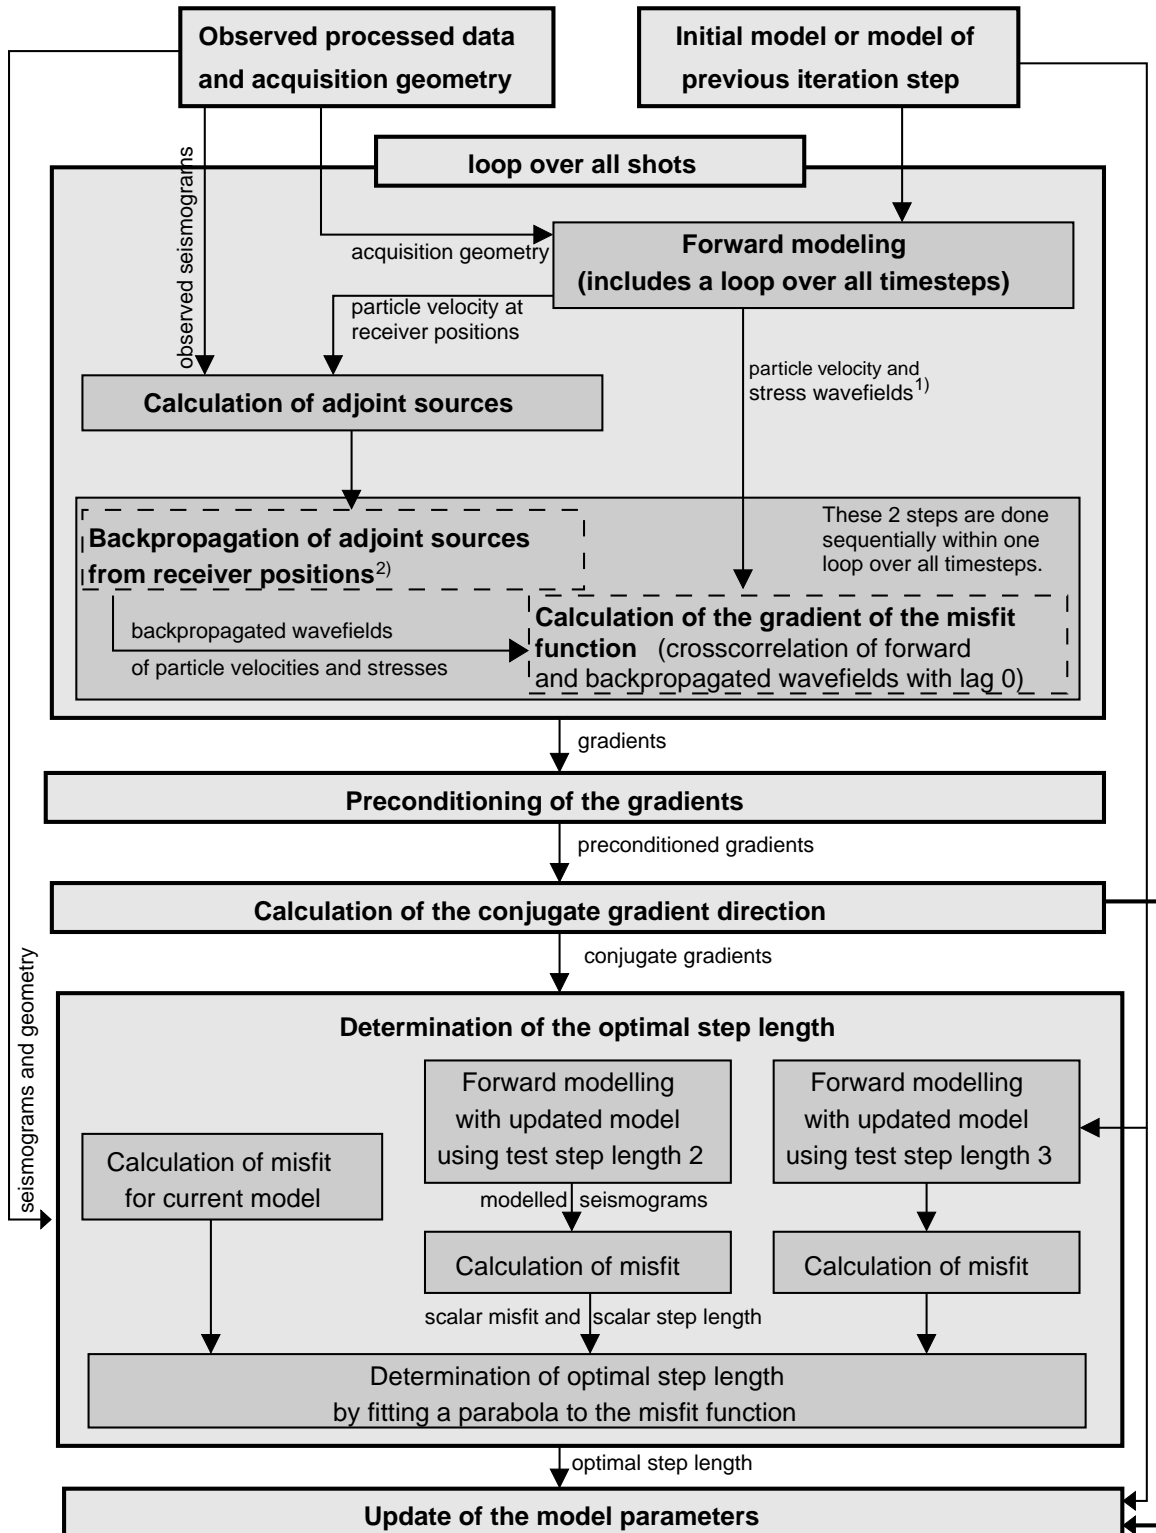 Observed processed data
and acquisition geometry
Initial model or model of
previous iteration step
loop over all shots
observed seismograms
acquisition geometry
Forward modeling
(includes a loop over all timesteps)
particle velocity at
receiver positions
particle velocity and
stress wavefields1)
Calculation of adjoint sources
Backpropagation of adjoint sources
from receiver positions2)
These 2 steps are done
sequentially within one
loop over all timesteps.
backpropagated wavefields
of particle velocities and stresses
Calculation of the gradient of the misfit
function (crosscorrelation of forward
and backpropagated wavefields with lag 0)
gradients
Preconditioning of the gradients
preconditioned gradients
Calculation of the conjugate gradient direction
conjugate gradients
seismograms and geometry
Determination of the optimal step length
Calculation of misfit
for current model
Forward modelling
with updated model
using test step length 2
Forward modelling
with updated model
using test step length 3
modelled seismograms
Calculation of misfit
Calculation of misfit
scalar misfit and scalar step length
Determination of optimal step length
by fitting a parabola to the misfit function
optimal step length
Update of the model parameters